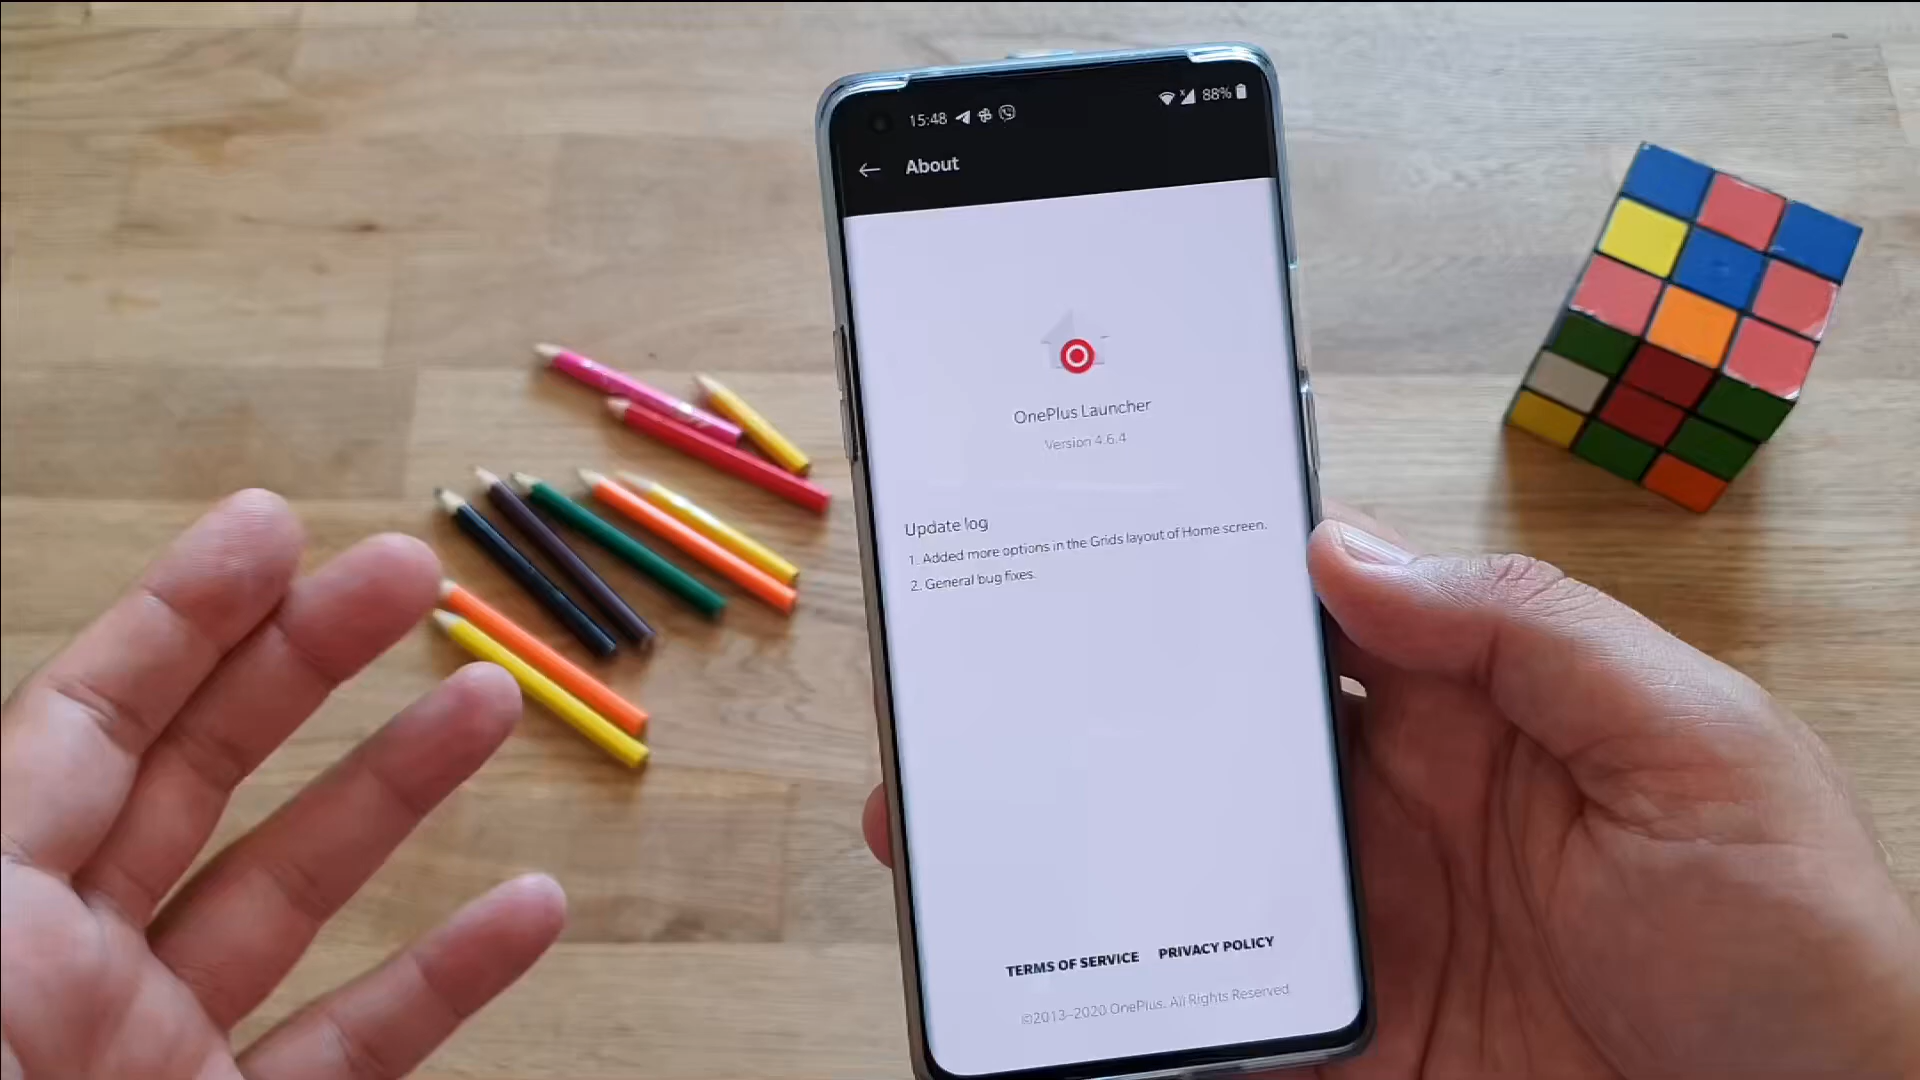 15:48
88%
About
OnePlus Launcher
Version 4.6.4
Update log
1. Added more options in the Grids layout of Home screen.
2. General bug fixes.
TERMS OF SERVICE PRIVACY POLICY
©2013–2020 OnePlus. All Rights Reserved.